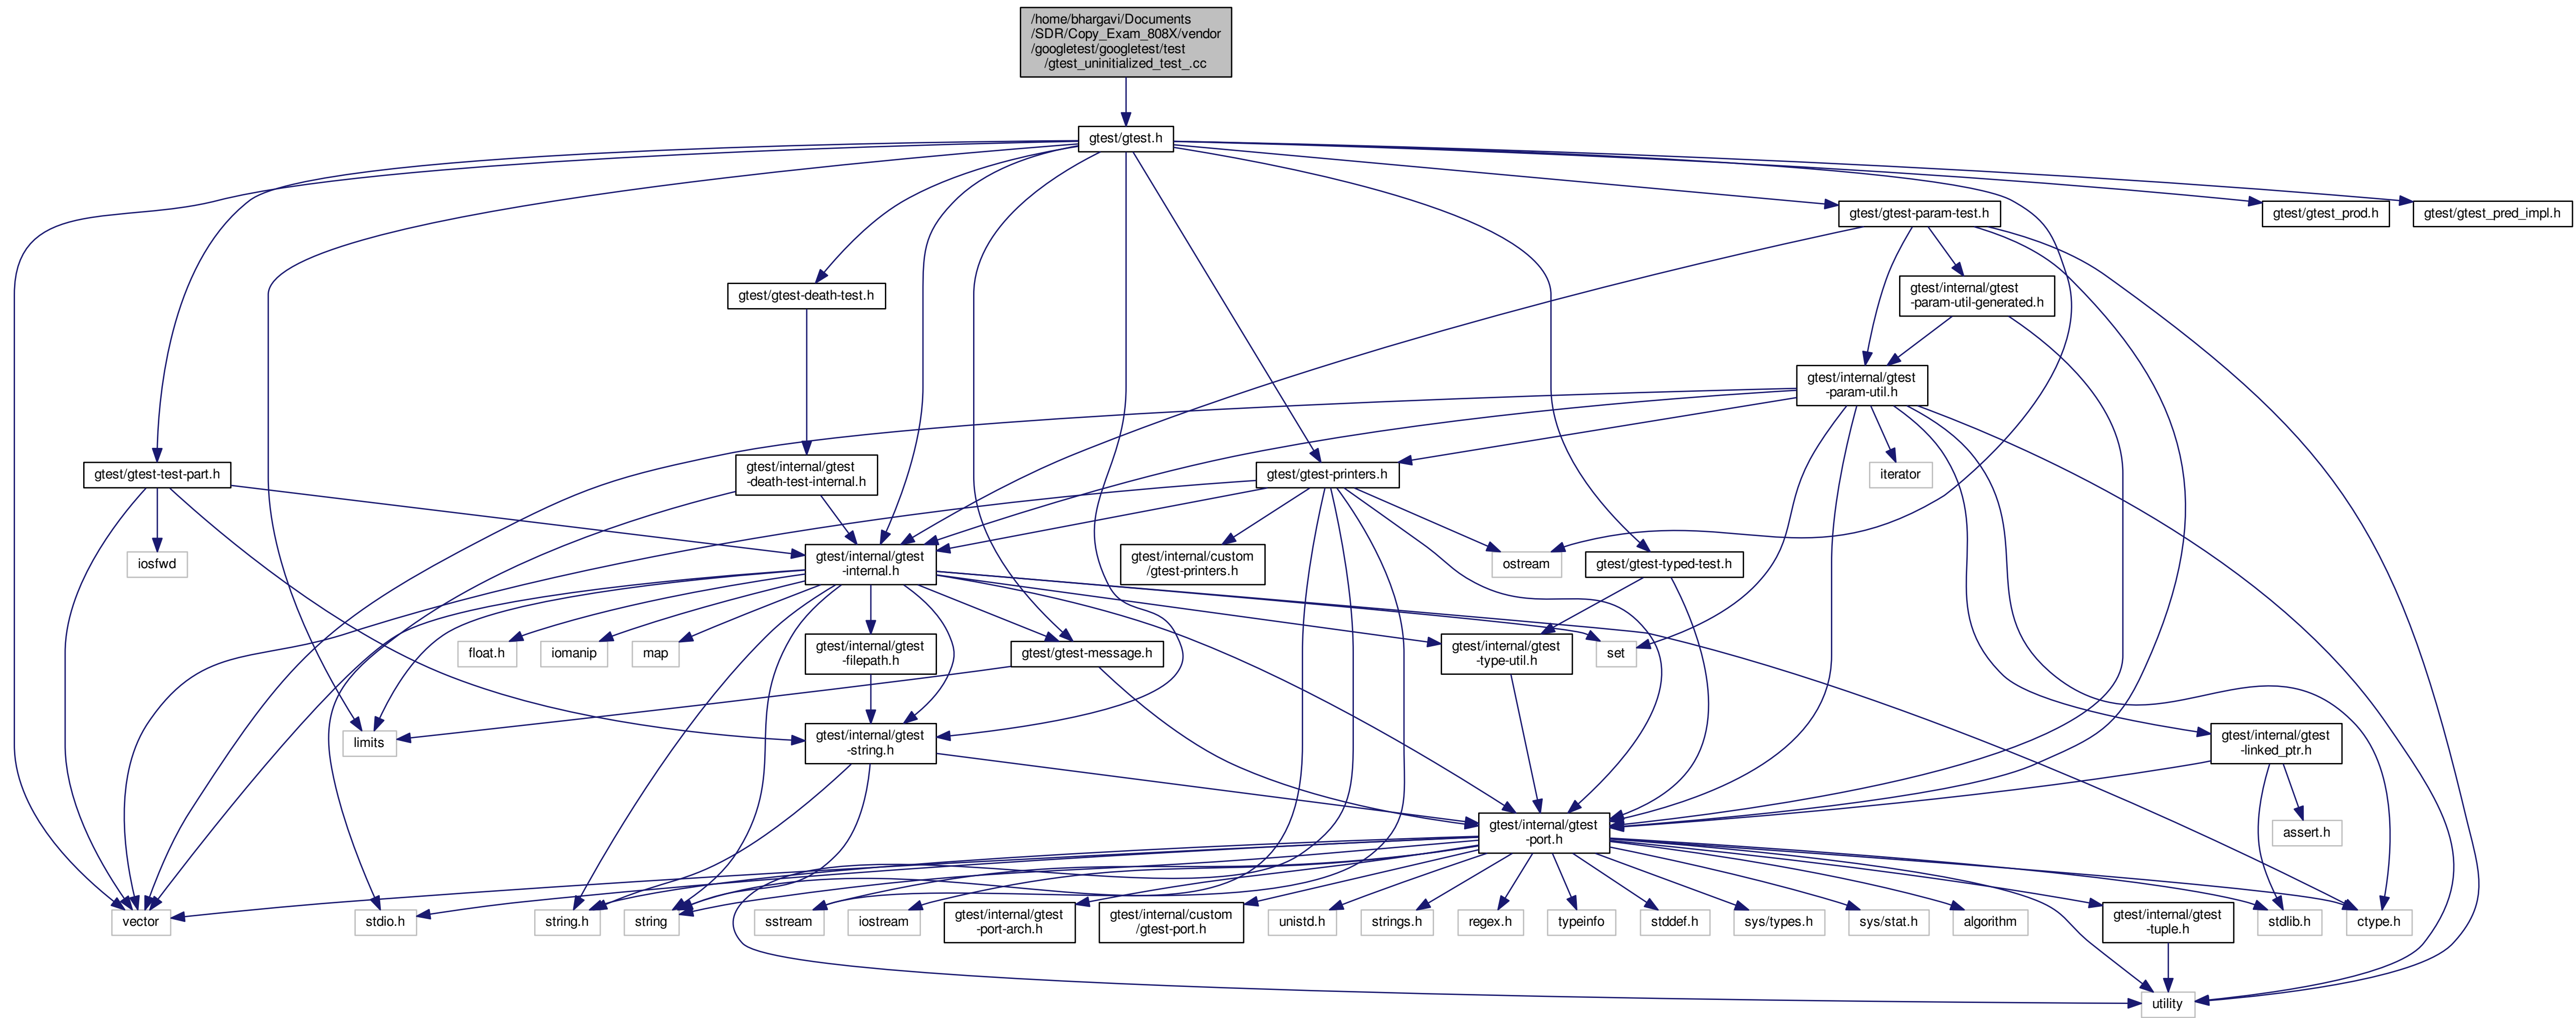 /home/bhargavi/Documents
/SDR/Copy_Exam_808X/vendor
/googletest/googletest/test
/gtest_uninitialized_test_.cc
gtest/gtest.h
gtest/gtest-param-test.h
gtest/gtest_prod.h
gtest/gtest_pred_impl.h
gtest/gtest-death-test.h
gtest/internal/gtest
-param-util-generated.h
gtest/internal/gtest
-param-util.h
gtest/gtest-test-part.h
gtest/internal/gtest
-death-test-internal.h
gtest/gtest-printers.h
iterator
iosfwd
gtest/internal/gtest
-internal.h
gtest/internal/custom
/gtest-printers.h
ostream
gtest/gtest-typed-test.h
float.h
iomanip
map
gtest/internal/gtest
-filepath.h
gtest/gtest-message.h
gtest/internal/gtest
-type-util.h
set
limits
gtest/internal/gtest
-string.h
gtest/internal/gtest
-linked_ptr.h
gtest/internal/gtest
-port.h
assert.h
vector
stdio.h
string.h
string
sstream
iostream
gtest/internal/gtest
-port-arch.h
gtest/internal/custom
/gtest-port.h
unistd.h
strings.h
regex.h
typeinfo
stddef.h
sys/types.h
sys/stat.h
algorithm
gtest/internal/gtest
-tuple.h
stdlib.h
ctype.h
utility